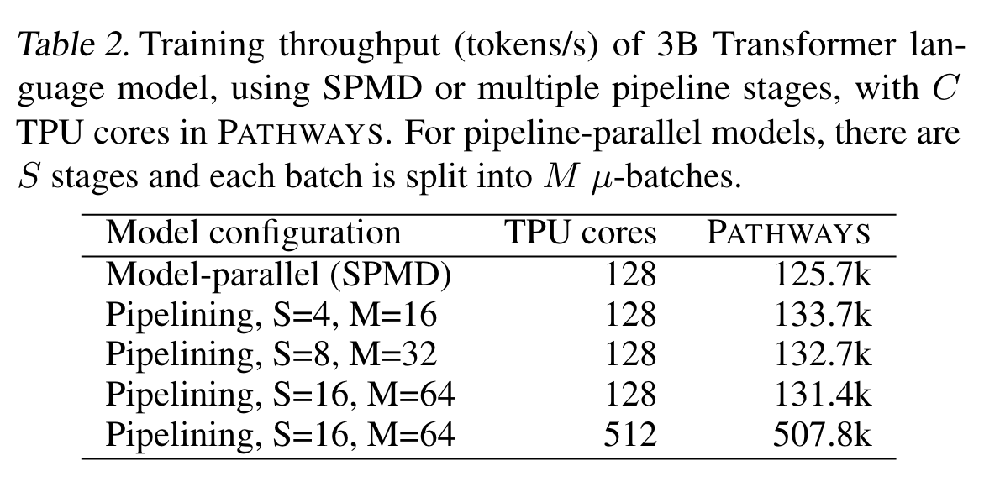 Table 2. Training throughput (tokens/s) of 3B Transformer lan-
guage model, using SPMD or multiple pipeline stages, with C
TPU cores in PATHWAYS. For pipeline-parallel models, there are
S stages and each batch is split into M μ-batches.
Model configuration TPU cores PATHWAYS
Model-parallel (SPMD) 128 125.7k
Pipelining, S=4, M=16 128 133.7k
Pipelining, S=8, M=32 128 132.7k
Pipelining, S=16, M=64 128 131.4k
Pipelining, S=16, M=64 512 507.8k